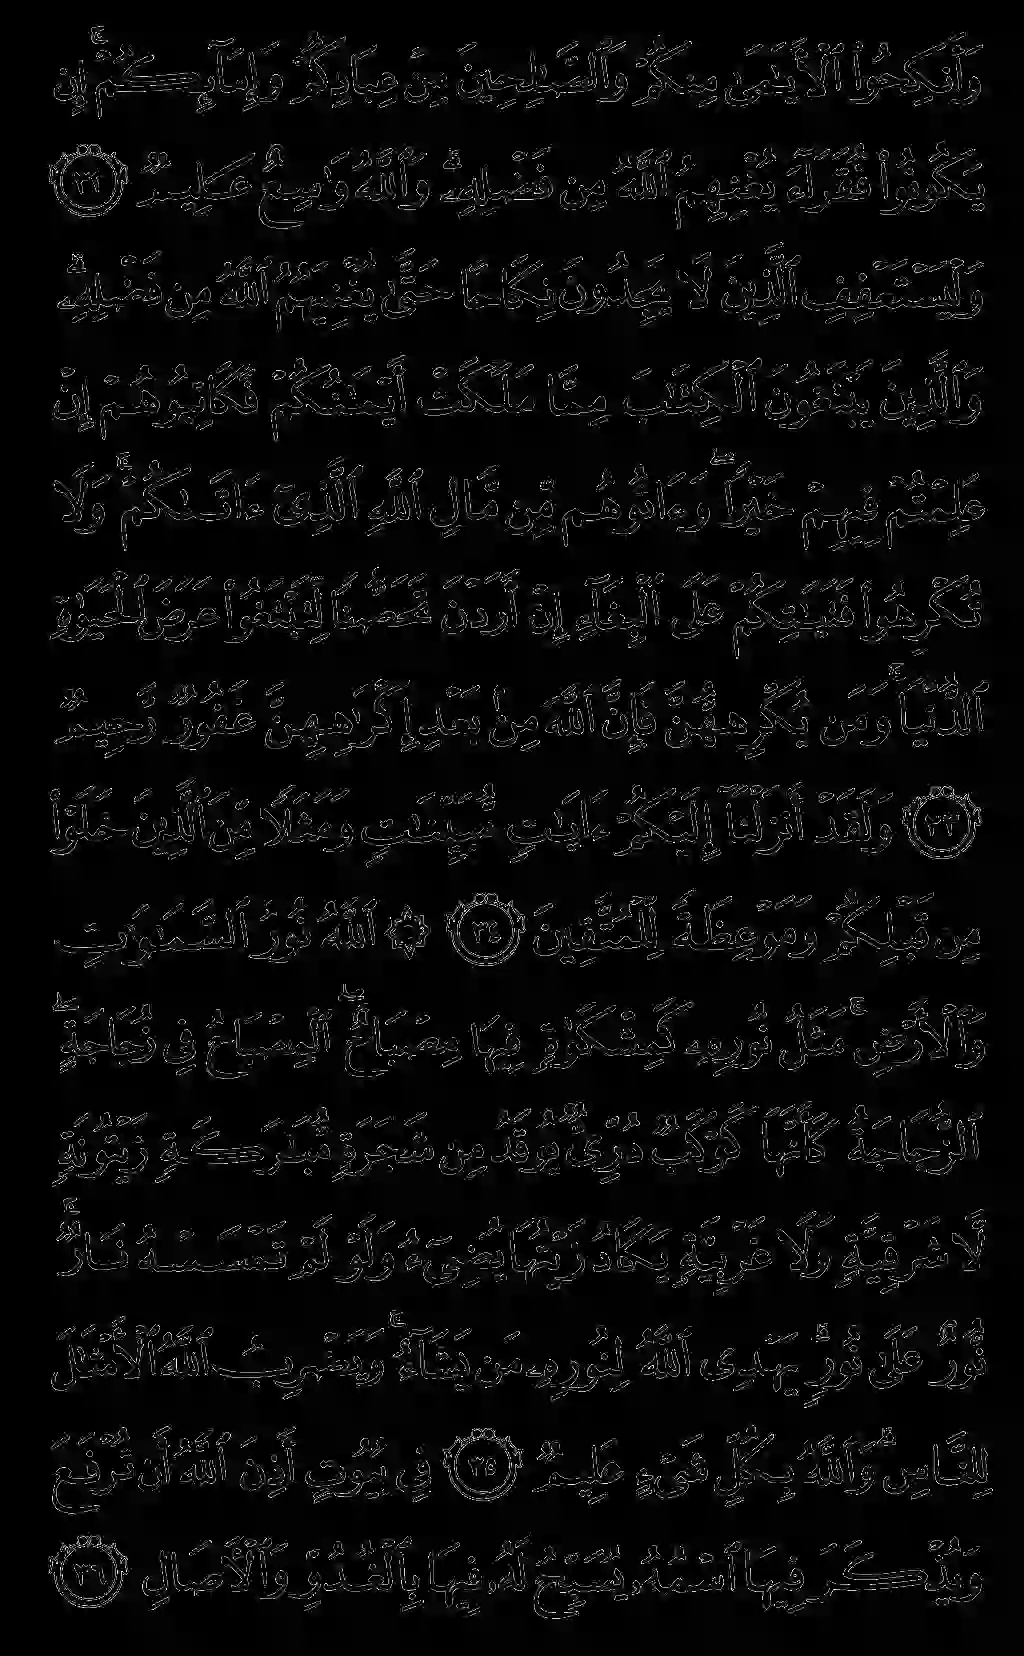 وَأَنكِحُوا۟ ٱلْأَيَـٰمَىٰ مِنكُمْ وَٱلصَّـٰلِحِينَ مِنْ عِبَادِكُمْ وَإِمَآئِكُمْ ۚ إِن
يَكُونُوا۟ فُقَرَآءَ يُغْنِهِمُ ٱللَّهُ مِن فَضْلِهِۦ ۗ وَٱللَّهُ وَٰسِعٌ عَلِيمٌ ٣٢
وَلْيَسْتَعْفِفِ ٱلَّذِينَ لَا يَجِدُونَ نِكَاحًا حَتَّىٰ يُغْنِيَهُمُ ٱللَّهُ مِن فَضْلِهِۦ ۗ
وَٱلَّذِينَ يَبْتَغُونَ ٱلْكِتَـٰبَ مِمَّا مَلَكَتْ أَيْمَـٰنُكُمْ فَكَاتِبُوهُمْ إِنْ
عَلِمْتُمْ فِيهِمْ خَيْرًا ۖ وَءَاتُوهُم مِّن مَّالِ ٱللَّهِ ٱلَّذِىٓ ءَاتَىٰكُمْ ۚ وَلَا
تُكْرِهُوا۟ فَتَيَـٰتِكُمْ عَلَى ٱلْبِغَآءِ إِنْ أَرَدْنَ تَحَصُّنًا لِّتَبْتَغُوا۟ عَرَضَ ٱلْحَيَوٰةِ
ٱلدُّنْيَا ۚ وَمَن يُكْرِههُّنَّ فَإِنَّ ٱللَّهَ مِنۢ بَعْدِ إِكْرَٰهِهِنَّ غَفُورٌ رَّحِيمٌ
٣٣ وَلَقَدْ أَنزَلْنَآ إِلَيْكُمْ ءَايَـٰتٍ مُّبَيِّنَـٰتٍ وَمَثَلًا مِّنَ ٱلَّذِينَ خَلَوْا۟
مِن قَبْلِكُمْ وَمَوْعِظَةً لِّلْمُتَّقِينَ ٣٤ ۞ ٱللَّهُ نُورُ ٱلسَّمَـٰوَٰتِ
وَٱلْأَرْضِ ۚ مَثَلُ نُورِهِۦ كَمِشْكَوٰةٍ فِيهَا مِصْبَاحٌ ۖ ٱلْمِصْبَاحُ فِى زُجَاجَةٍ ۖ
ٱلزُّجَاجَةُ كَأَنَّهَا كَوْكَبٌ دُرِّىٌّ يُوقَدُ مِن شَجَرَةٍ مُّبَـٰرَكَةٍ زَيْتُونَةٍ
لَّا شَرْقِيَّةٍ وَلَا غَرْبِيَّةٍ يَكَادُ زَيْتُهَا يُضِىٓءُ وَلَوْ لَمْ تَمْسَسْهُ نَارٌ ۚ
نُّورٌ عَلَىٰ نُورٍ ۗ يَهْدِى ٱللَّهُ لِنُورِهِۦ مَن يَشَآءُ ۚ وَيَضْرِبُ ٱللَّهُ ٱلْأَمْثَـٰلَ
لِلنَّاسِ ۗ وَٱللَّهُ بِكُلِّ شَىْءٍ عَلِيمٌ ٣٥ فِى بُيُوتٍ أَذِنَ ٱللَّهُ أَن تُرْفَعَ
وَيُذْكَرَ فِيهَا ٱسْمُهُۥ يُسَبِّحُ لَهُۥ فِيهَا بِٱلْغُدُوِّ وَٱلْـَٔاصَالِ ٣٦